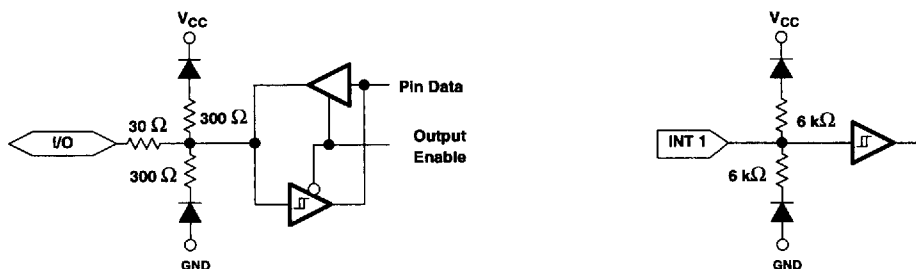 VCC
300 Ω
30 Ω
I/O
300 Ω
GND
Pin Data
Output
Enable
VCC
6 kΩ
INT 1
6 kΩ
GND